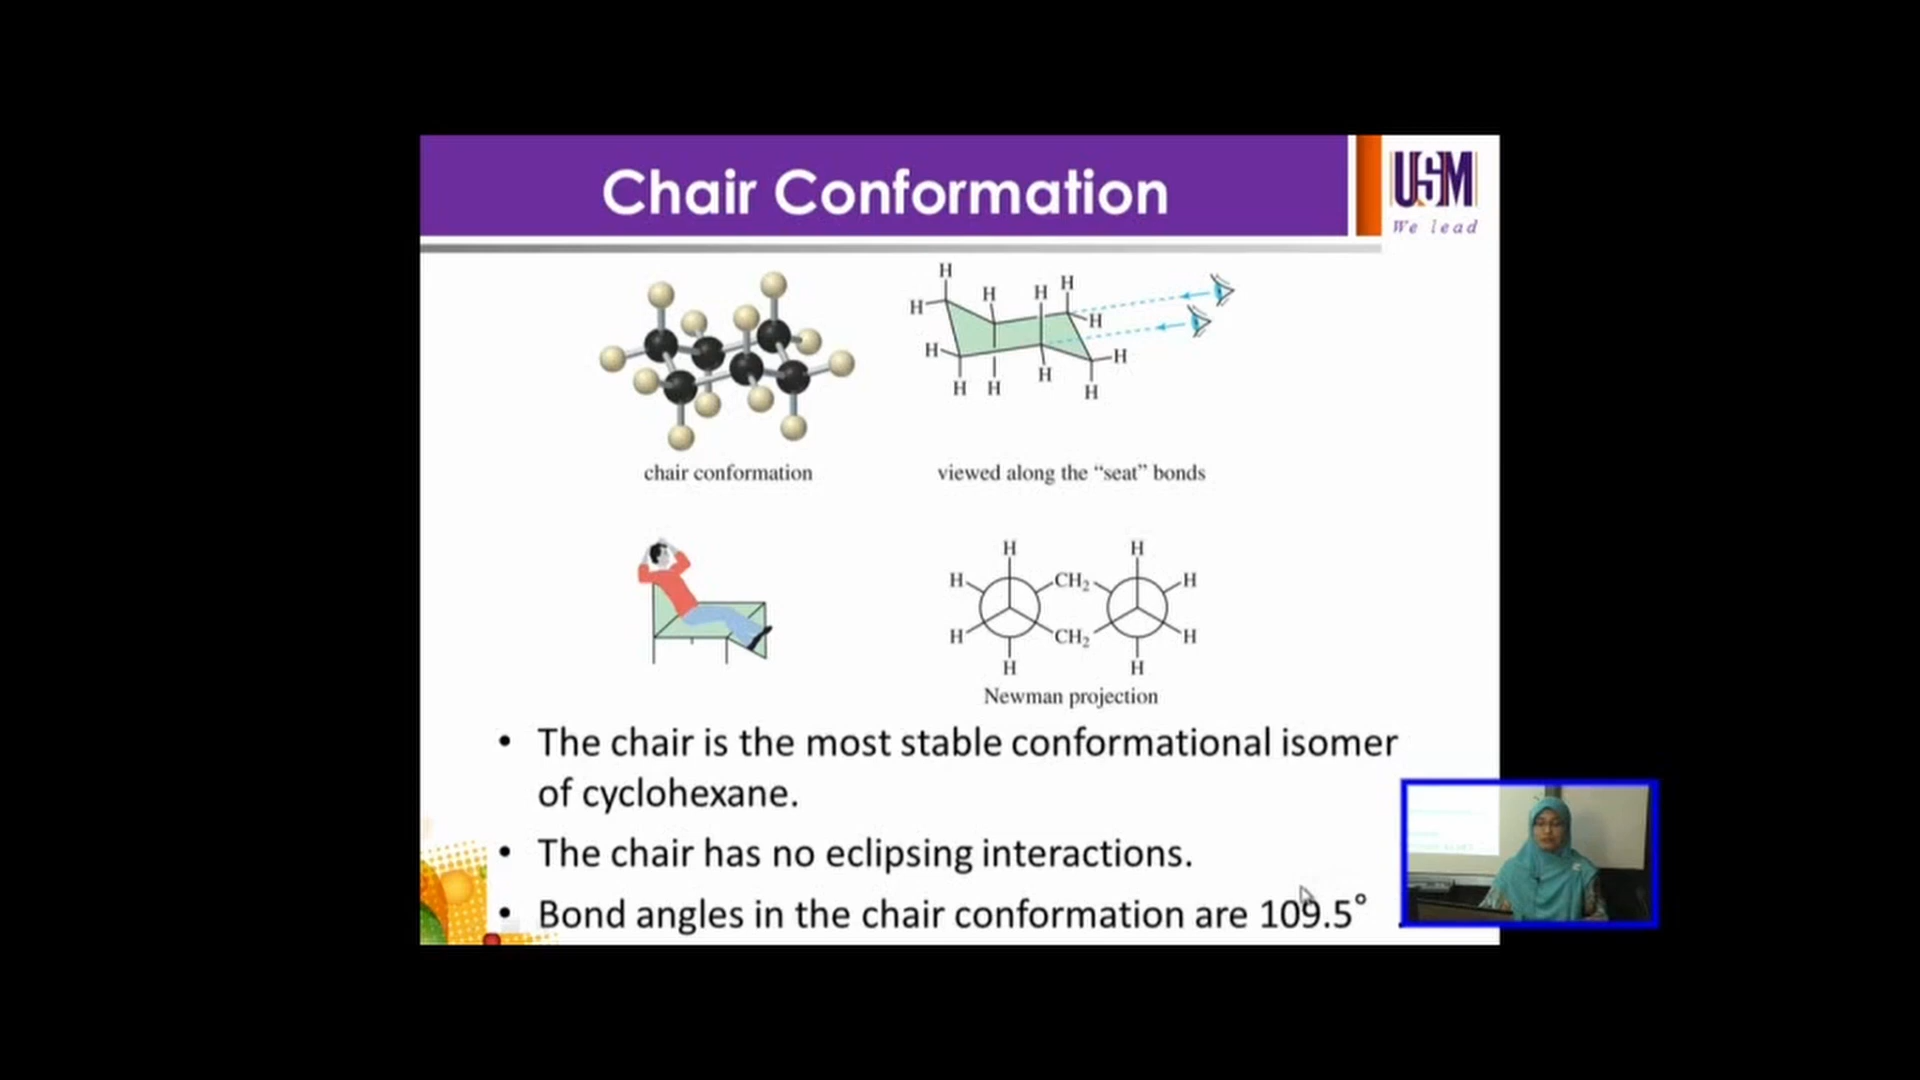 Chair Conformation
USM
We lead
H
H
H
H
H
H
H
H
H
H
H
H
chair conformation
viewed along the “seat” bonds
H
H
H
CH₂
H
H
CH₂
H
H
H
Newman projection
• The chair is the most stable conformational isomer
of cyclohexane.
• The chair has no eclipsing interactions.
• Bond angles in the chair conformation are 109.5°